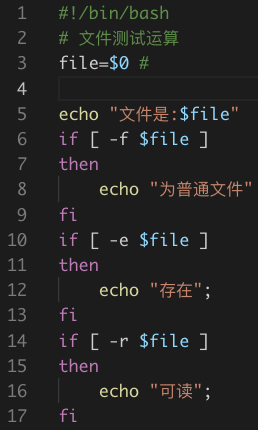 1 #!/bin/bash
2 # 文件测试运算
3 file=$0 #
4
5 echo "文件是:$file"
6 if [ -f $file ]
7 then
8     echo "为普通文件"
9 fi
10 if [ -e $file ]
11 then
12     echo "存在";
13 fi
14 if [ -r $file ]
15 then
16     echo "可读";
17 fi